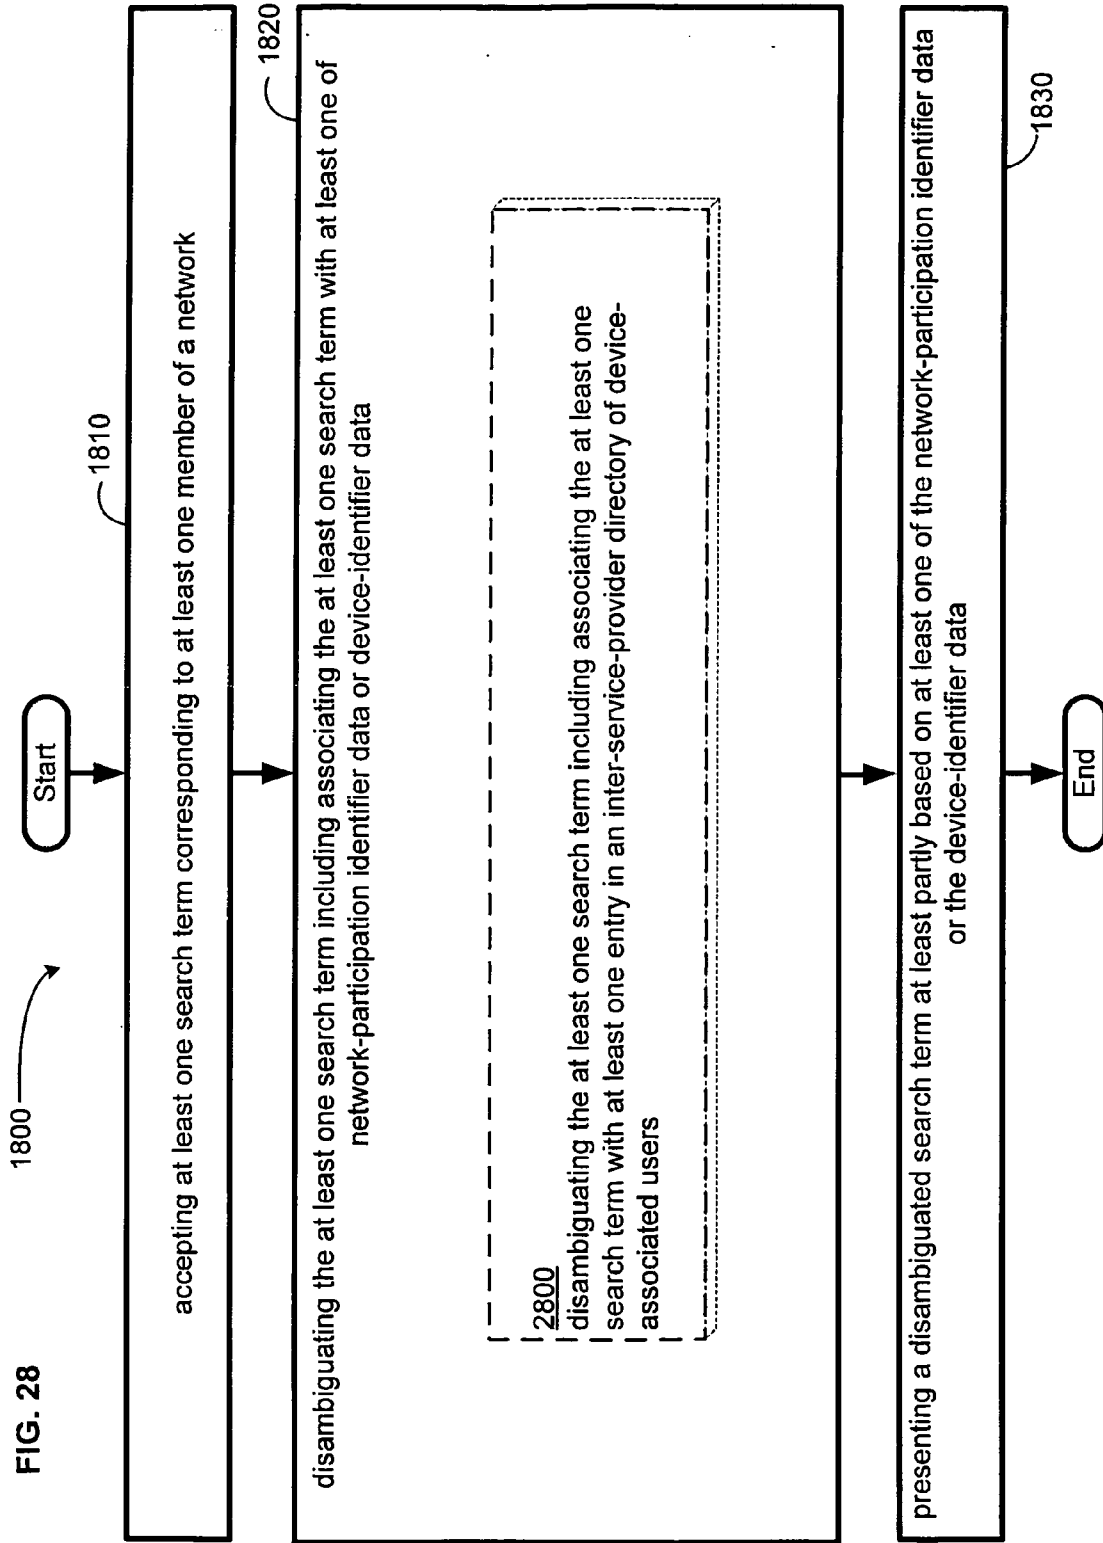 FIG. 28
1800
Start
1810
accepting at least one search term corresponding to at least one member of a network
1820
disambiguating the at least one search term including associating the at least one search term with at least one of
network-participation identifier data or device-identifier data
2800
disambiguating the at least one search term including associating the at least one
search term with at least one entry in an inter-service-provider directory of device-
associated users
presenting a disambiguated search term at least partly based on at least one of the network-participation identifier data
or the device-identifier data
1830
End